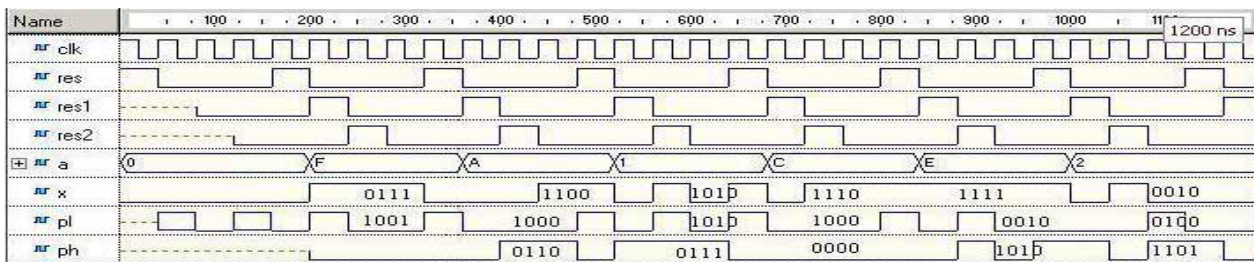 Name 100 200 300 400 500 600 700 800 900 1000 1200 ns
clk
res
res1
res2
a 0 F A 1 C E 2
x 0111 1100 1010 1110 1111 0010
pl 1001 1000 1010 1000 0010 0100
ph 0110 0111 0000 1010 1101